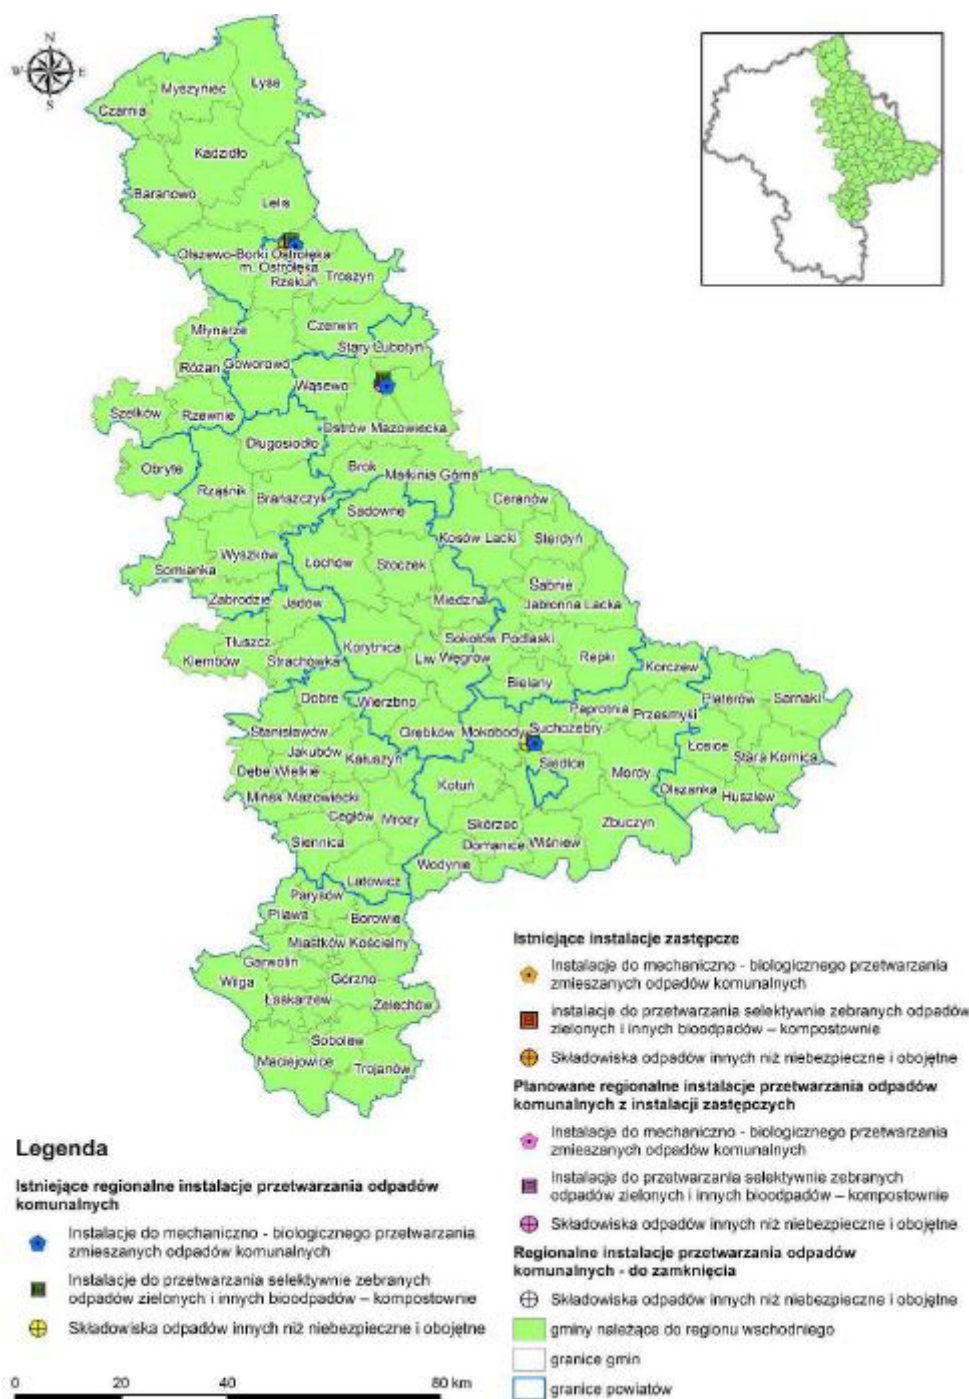 N
W E
S
Łyse
Myszyniec
Czarnia
Kadzidło
Baranowo
Lelis
Olszewo-Borki Ostrołęka
m. Ostrołęka
Rzekuń
Troszyn
Czerwin
Młynarze
Stary Lubotyń
Różan
Goworowo
Wąsewo
Szelków
Rzewnie
Ostrów Mazowiecka
Długosiodło
Obryte
Brok
Małkinia Górna
Rząśnik
Brańszczyk
Ceranów
Sadowne
Kosów Lacki
Sterdyń
Wyszków
Łochów
Stoczek
Somianka
Sabnie
Zabrodzie
Jadów
Miedzna
Jabłonna Lacka
Tłuszcz
Korytnica
Sokołów Podlaski
Klembów
Strachówka
Liw Węgrów
Repki
Korczew
Bielany
Dobre
Wierzbno
Platerów
Sarnaki
Paprotnia
Przesmyki
Stanisławów
Grębków
Mokobody
Suchożebry
Jakubów
Kałuszyn
Łosice
Stara Kornica
Dębe Wielkie
Siedlce
Mordy
Kotuń
Olszanka
Huszlew
Mińsk Mazowiecki
Cegłów
Mrozy
Skórzec
Zbuczyn
Siennica
Domanice
Wiśniew
Wodynie
Latowicz
Parysów
Pilawa
Borowie
Miastków Kościelny
Garwolin
Wilga
Górzno
Łaskarzew
Żelechów
Sobolew
Maciejowice
Trojanów
Istniejące instalacje zastępcze
Instalacje do mechaniczno - biologicznego przetwarzania
zmieszanych odpadów komunalnych
instalacje do przetwarzania selektywnie zebranych odpadów
zielonych i innych bioodpadów – kompostownie
Składowiska odpadów innych niż niebezpieczne i obojętne
Planowane regionalne instalacje przetwarzania odpadów
komunalnych z instalacji zastępczych
Instalacje do mechaniczno - biologicznego przetwarzania
zmieszanych odpadów komunalnych
Instalacje do przetwarzania selektywnie zebranych
odpadów zielonych i innych bioodpadów – kompostownie
Składowiska odpadów innych niż niebezpieczne i obojętne
Regionalne instalacje przetwarzania odpadów
komunalnych - do zamknięcia
Składowiska odpadów innych niż niebezpieczne i obojętne
gminy należące do regionu wschodniego
granice gmin
granice powiatów
Legenda
Istniejące regionalne instalacje przetwarzania odpadów
komunalnych
Instalacje do mechaniczno - biologicznego przetwarzania
zmieszanych odpadów komunalnych
Instalacje do przetwarzania selektywnie zebranych
odpadów zielonych i innych bioodpadów – kompostownie
Składowiska odpadów innych niż niebezpieczne i obojętne
0 20 40 80 km